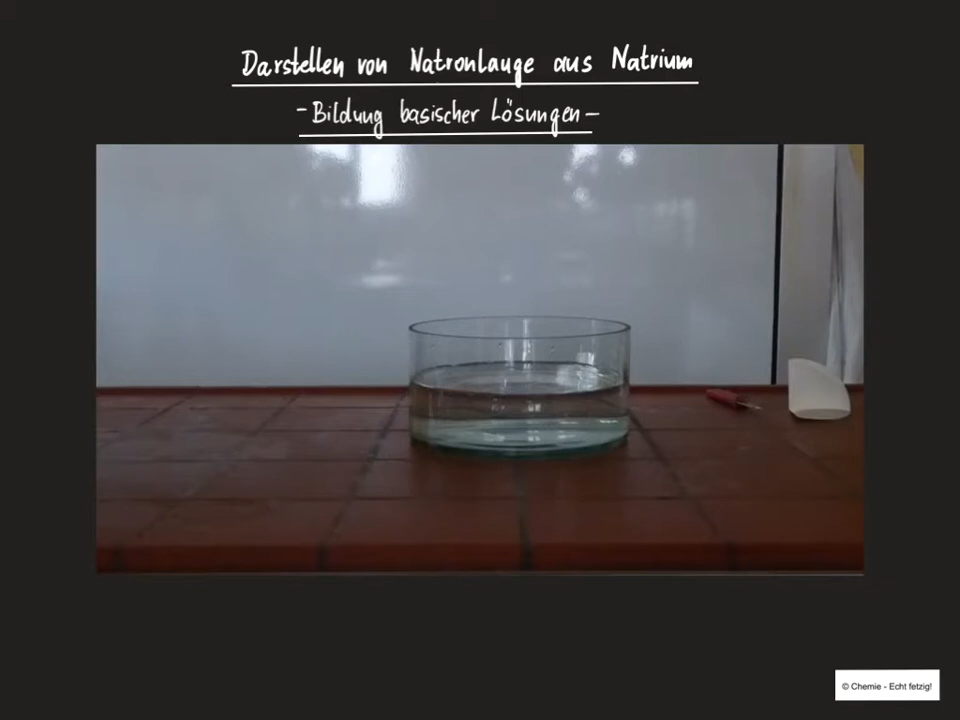 Darstellen von Natronlauge aus Natrium
- Bildung basischer Lösungen -
© Chemie - Echt fetzig!